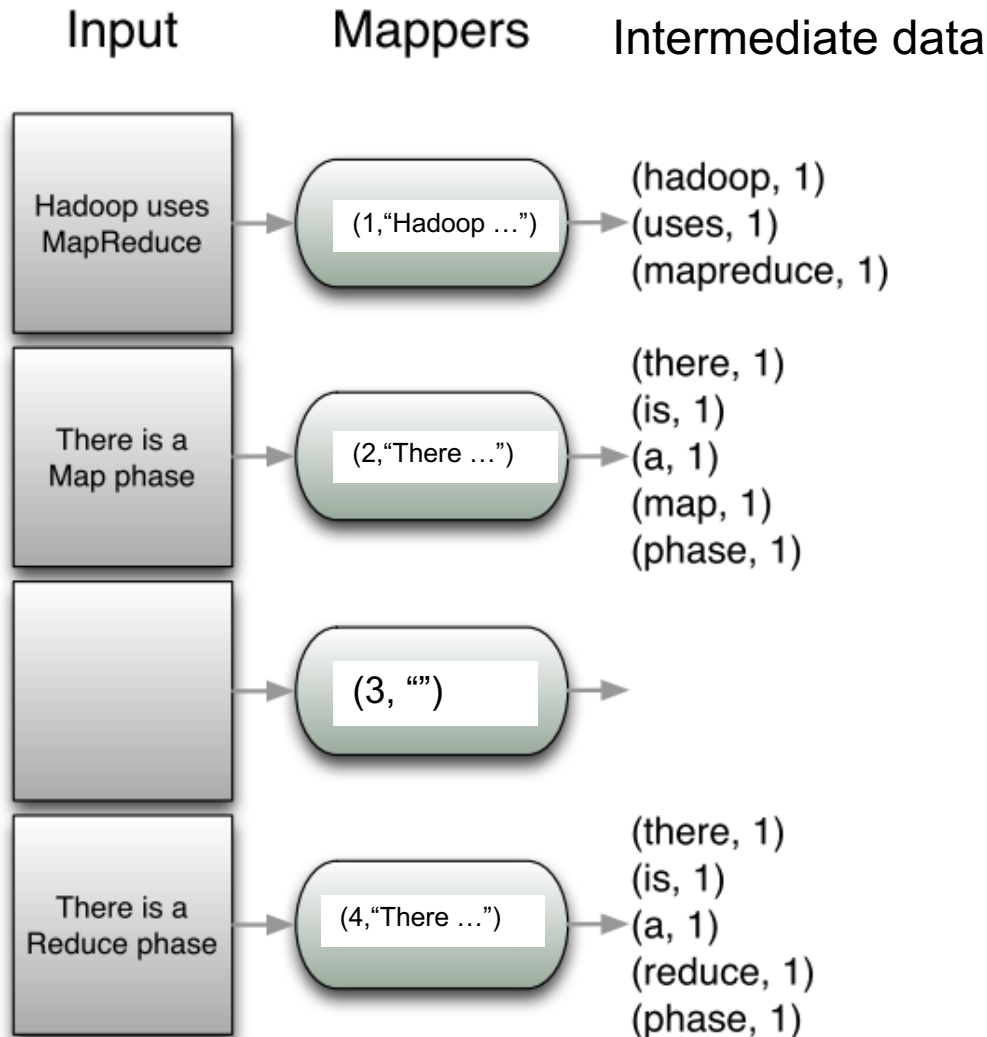 Input Mappers Intermediate data
Hadoop uses
MapReduce
(1,“Hadoop …”)
(hadoop, 1)
(uses, 1)
(mapreduce, 1)
There is a
Map phase
(2,“There …”)
(there, 1)
(is, 1)
(a, 1)
(map, 1)
(phase, 1)
(3, “”)
There is a
Reduce phase
(4,“There …”)
(there, 1)
(is, 1)
(a, 1)
(reduce, 1)
(phase, 1)